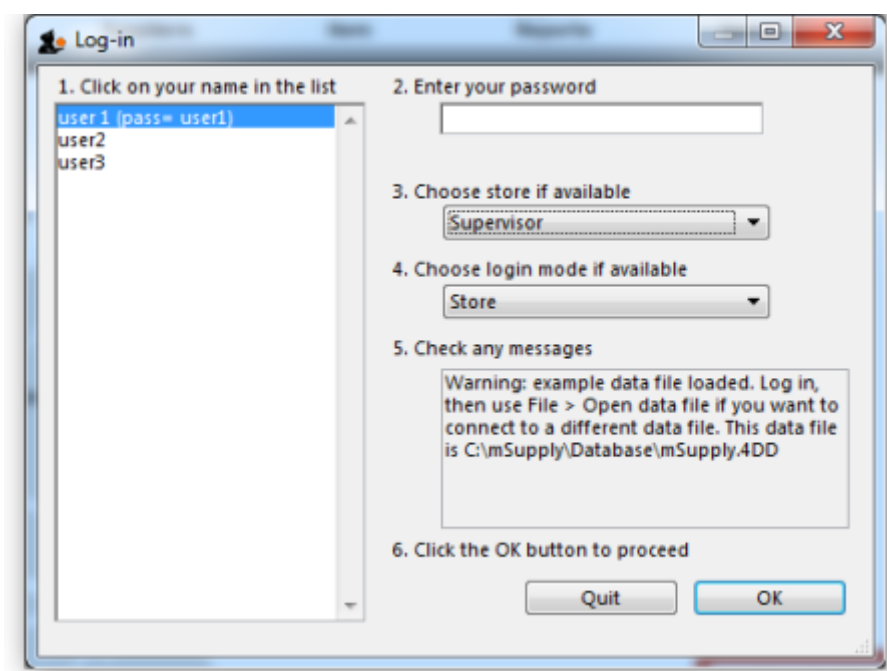 Log-in
1. Click on your name in the list
user 1 (pass= user1)
user2
user3
2. Enter your password
3. Choose store if available
Supervisor
4. Choose login mode if available
Store
5. Check any messages
Warning: example data file loaded. Log in,
then use File > Open data file if you want to
connect to a different data file. This data file
is C:\mSupply\Database\mSupply.4DD
6. Click the OK button to proceed
Quit
OK